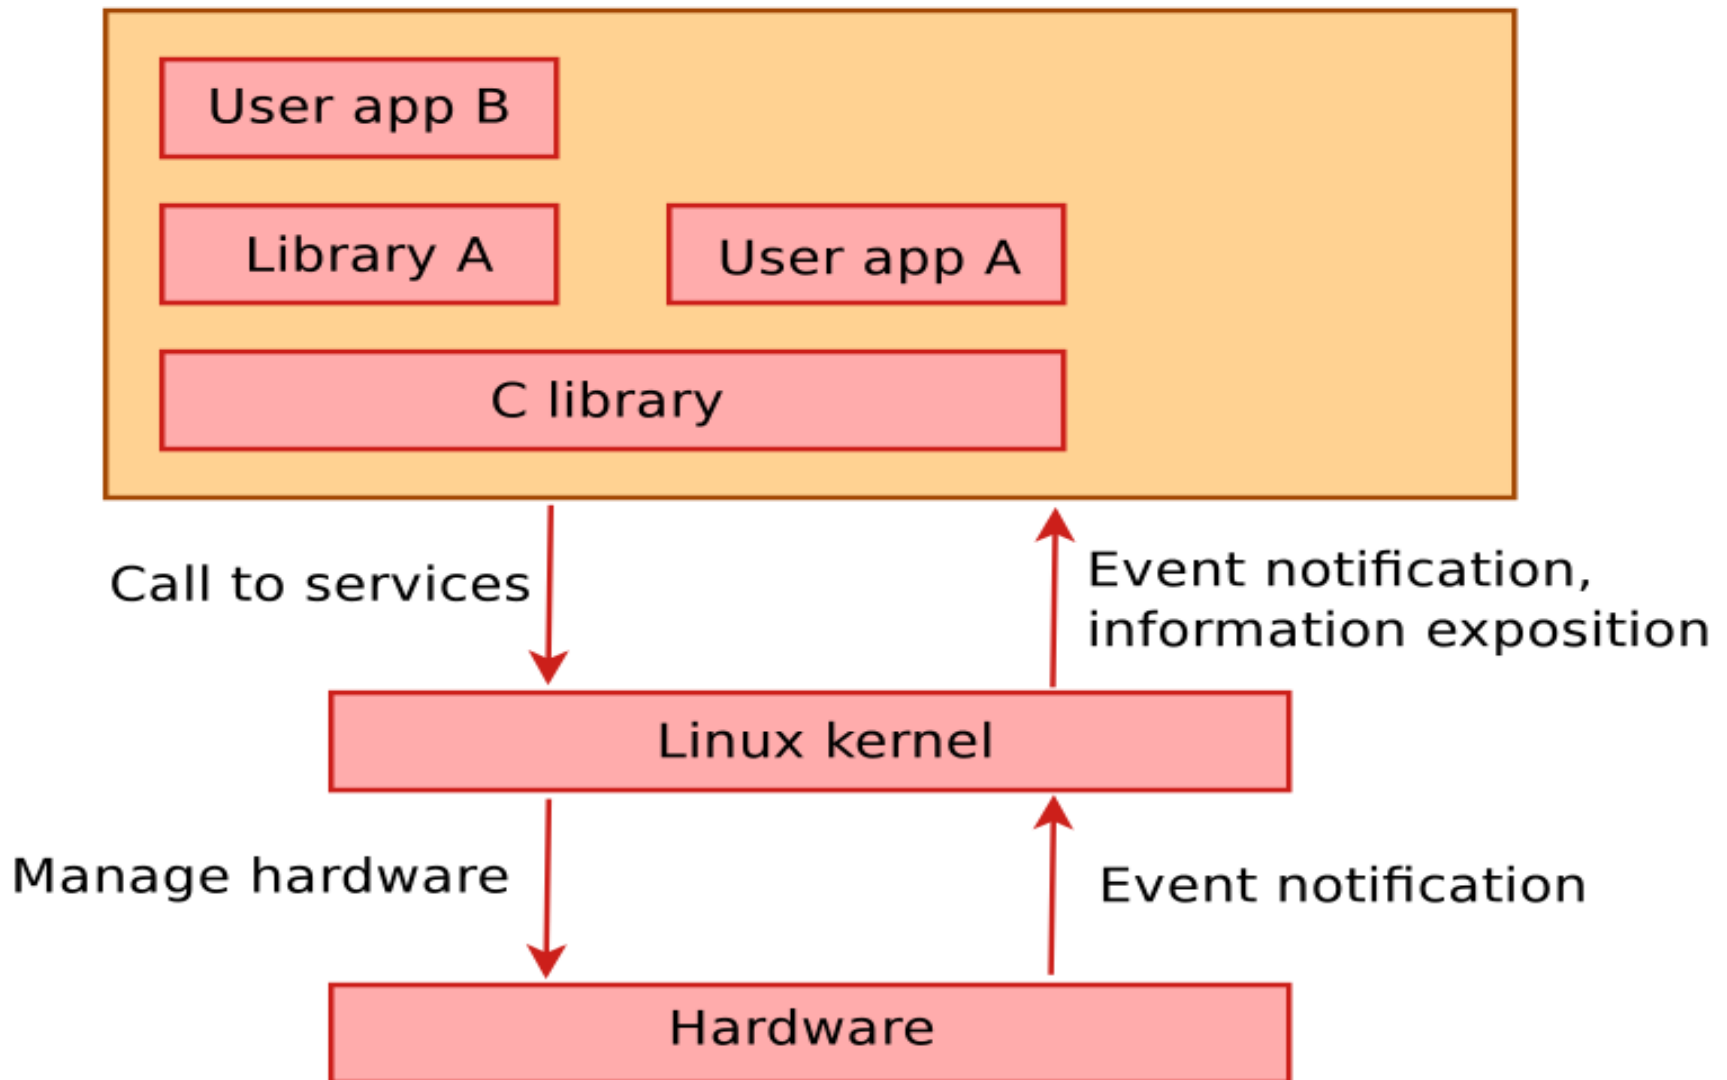 User app B
Library A
User app A
C library
Call to services
Event notification,
information exposition
Linux kernel
Manage hardware
Event notification
Hardware